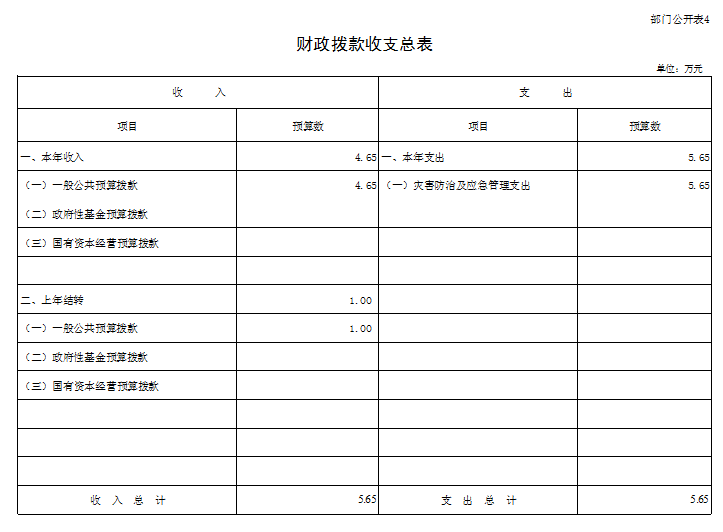 部门公开表4
财政拨款收支总表
单位：万元
收 入 支 出
项目 预算数 项目 预算数
一、本年收入 4.65 一、本年支出 5.65
（一）一般公共预算拨款 4.65 （一）灾害防治及应急管理支出 5.65
（二）政府性基金预算拨款
（三）国有资本经营预算拨款
二、上年结转 1.00
（一）一般公共预算拨款 1.00
（二）政府性基金预算拨款
（三）国有资本经营预算拨款
收 入 总 计 5.65 支 出 总 计 5.65